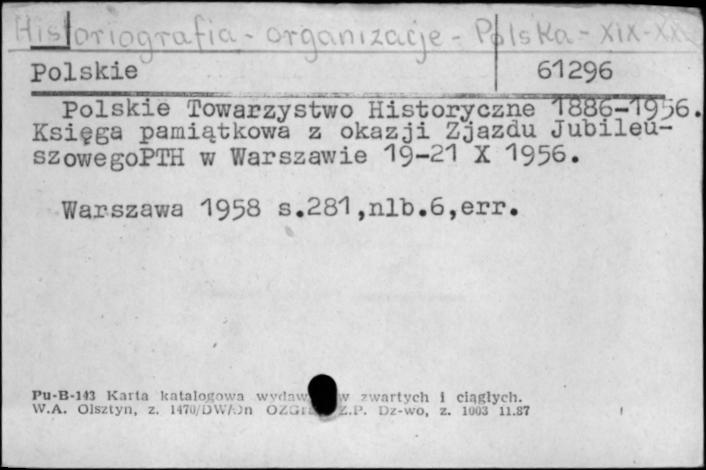 Historiografia - organizacje - Polska - XIX-XX
Polskie 61296
Polskie Towarzystwo Historyczne 1886-1956.
Księga pamiątkowa z okazji Zjazdu Jubileu-
szowegoPTH w Warszawie 19-21 X 1956.
Warszawa 1958 s.281,nlb.6,err.
Pu-B-143 Karta katalogowa zwartych i ciągłych.
W.A. Olsztyn, z. 1470/DW/Dn Z.P. Dz-wo, z. 1003 11.87